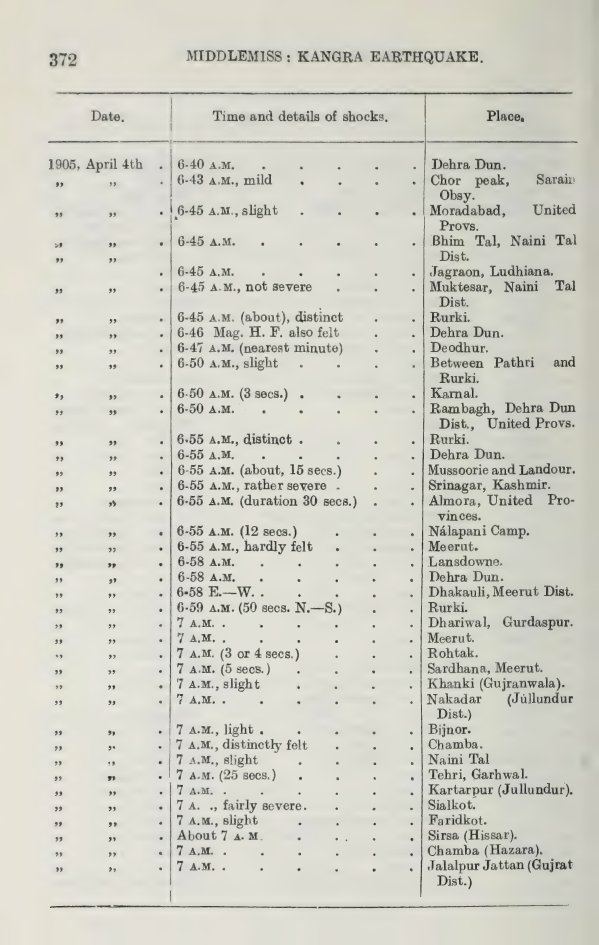 372 MIDDLEMISS : KANGRA EARTHQUAKE.
Date. Time and details of shocks. Place.
1905, April 4th . 6-40 A.M. . . . . . Dehra Dun.
„ „ . 6-43 A.M., mild . . . . Chor peak, Sarain
Obsy.
„ „ . 6-45 A.M., slight . . . . Moradabad, United
Provs.
„ „ . 6-45 A.M. . . . . . Bhim Tal, Naini Tal
„ „ Dist.
. 6-45 A.M. . . . . . Jagraon, Ludhiana.
„ „ . 6-45 A.M., not severe . . . Muktesar, Naini Tal
Dist.
„ „ . 6-45 A.M. (about), distinct . . Rurki.
„ „ . 6-46 Mag. H. F. also felt . . Dehra Dun.
„ „ . 6-47 A.M. (nearest minute) . . Deodhur.
„ „ . 6-50 A.M., slight . . . . Between Pathri and
Rurki.
„ „ . 6-50 A.M. (3 secs.) . . . . Karnal.
„ „ . 6-50 A.M. . . . . . Rambagh, Dehra Dun
Dist., United Provs.
„ „ . 6-55 A.M., distinct . . . . Rurki.
„ „ . 6-55 A.M. . . . . . Dehra Dun.
„ „ . 6-55 A.M. (about, 15 secs.) . . Mussoorie and Landour.
„ „ . 6-55 A.M., rather severe . . . Srinagar, Kashmir.
„ „ . 6-55 A.M. (duration 30 secs.) . . Almora, United Pro-
vinces.
„ „ . 6-55 A.M. (12 secs.) . . . Nálapani Camp.
„ „ . 6-55 A.M., hardly felt . . . Meerut.
„ „ . 6-58 A.M. . . . . . Lansdowne.
„ „ . 6-58 A.M. . . . . . Dehra Dun.
„ „ . 6-58 E.—W. . . . . . Dhakauli, Meerut Dist.
„ „ . 6-59 A.M. (50 secs. N.—S.) . . Rurki.
„ „ . 7 A.M. . . . . . . Dhariwal, Gurdaspur.
„ „ . 7 A.M. . . . . . . Meerut.
„ „ . 7 A.M. (3 or 4 secs.) . . . Rohtak.
„ „ . 7 A.M. (5 secs.) . . . . Sardhana, Meerut.
„ „ . 7 A.M., slight . . . . Khanki (Gujranwala).
„ „ . 7 A.M. . . . . . . Nakadar (Jullundur
Dist.)
„ „ . 7 A.M., light . . . . . Bijnor.
„ „ . 7 A.M., distinctly felt . . . Chamba.
„ „ . 7 A.M., slight . . . . Naini Tal
„ „ . 7 A.M. (25 secs.) . . . . Tehri, Garhwal.
„ „ . 7 A.M. . . . . . . Kartarpur (Jullundur).
„ „ . 7 A. ., fairly severe . . . . Sialkot.
„ „ . 7 A.M., slight . . . . Faridkot.
„ „ . About 7 A. M. . . . . Sirsa (Hissar).
„ „ . 7 A.M. . . . . . . Chamba (Hazara).
„ „ . 7 A.M. . . . . . . Jalalpur Jattan (Gujrat
Dist.)